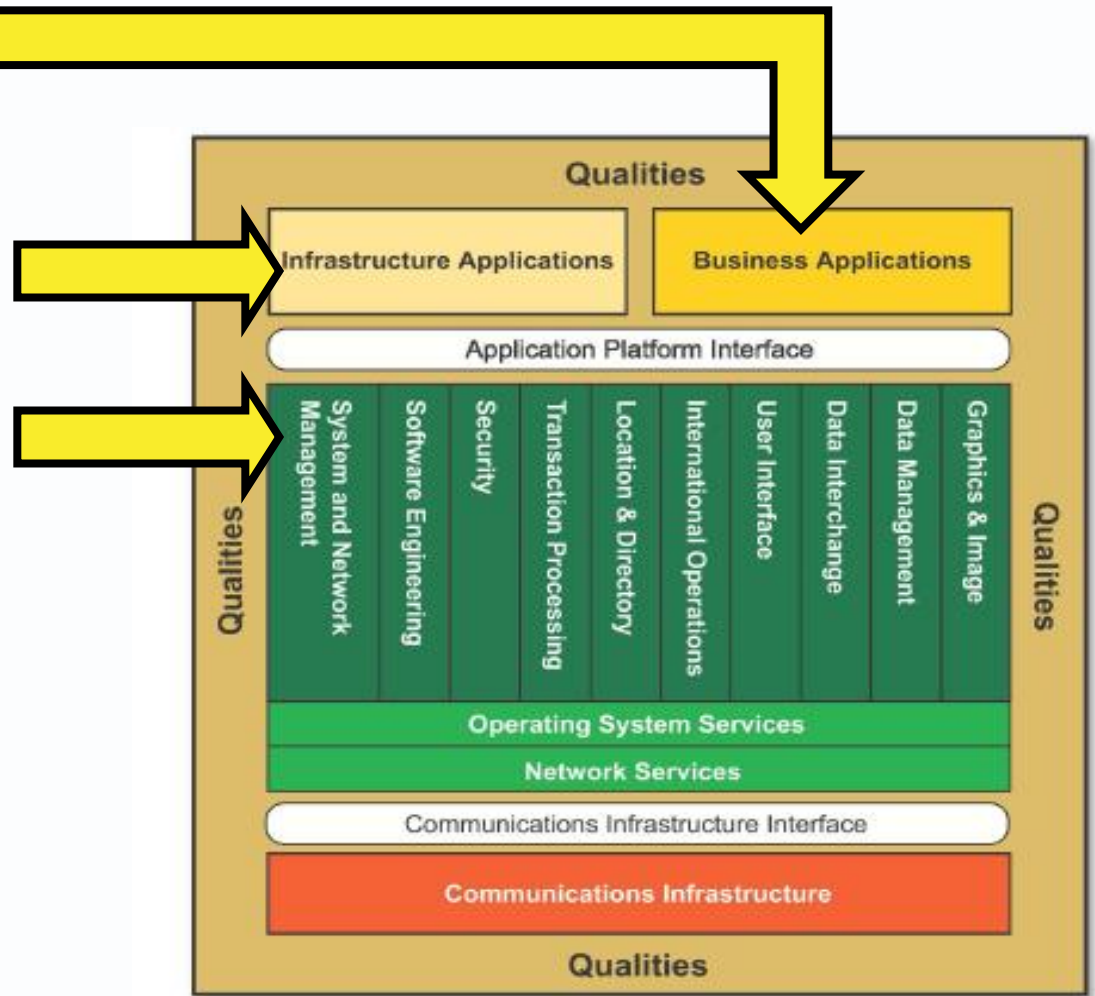 Qualities
Infrastructure Applications
Business Applications
Application Platform Interface
System and Network
Management
Software Engineering
Security
Transaction Processing
Location & Directory
International Operations
User Interface
Data Interchange
Data Management
Graphics & Image
Qualities
Qualities
Operating System Services
Network Services
Communications Infrastructure Interface
Communications Infrastructure
Qualities